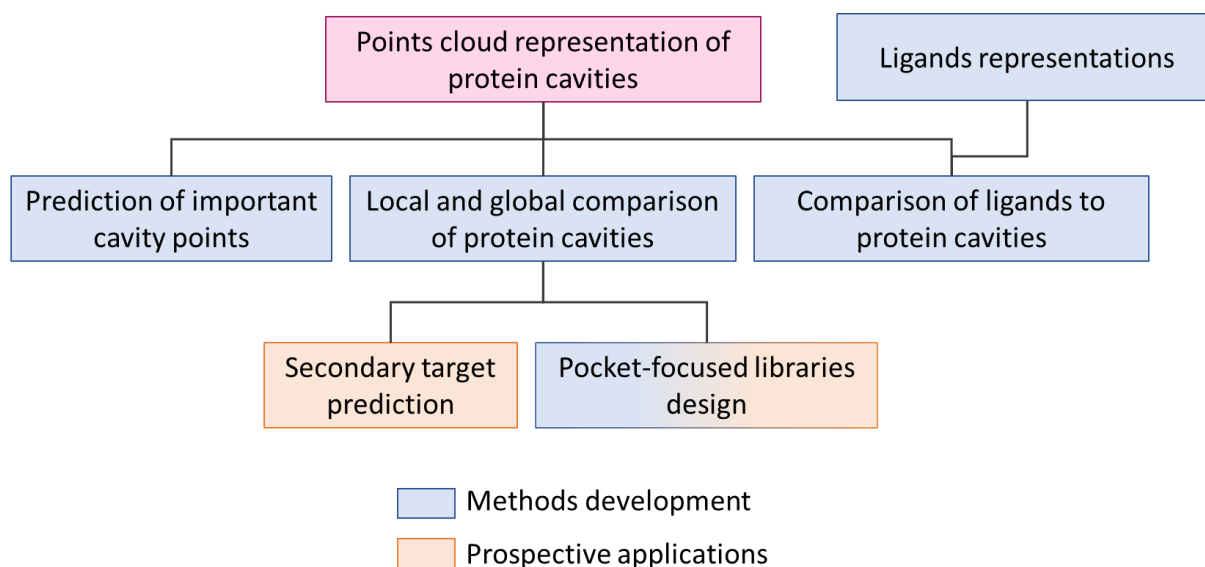 Points cloud representation of
protein cavities
Ligands representations
Prediction of important
cavity points
Local and global comparison
of protein cavities
Comparison of ligands to
protein cavities
Secondary target
prediction
Pocket-focused libraries
design
Methods development
Prospective applications